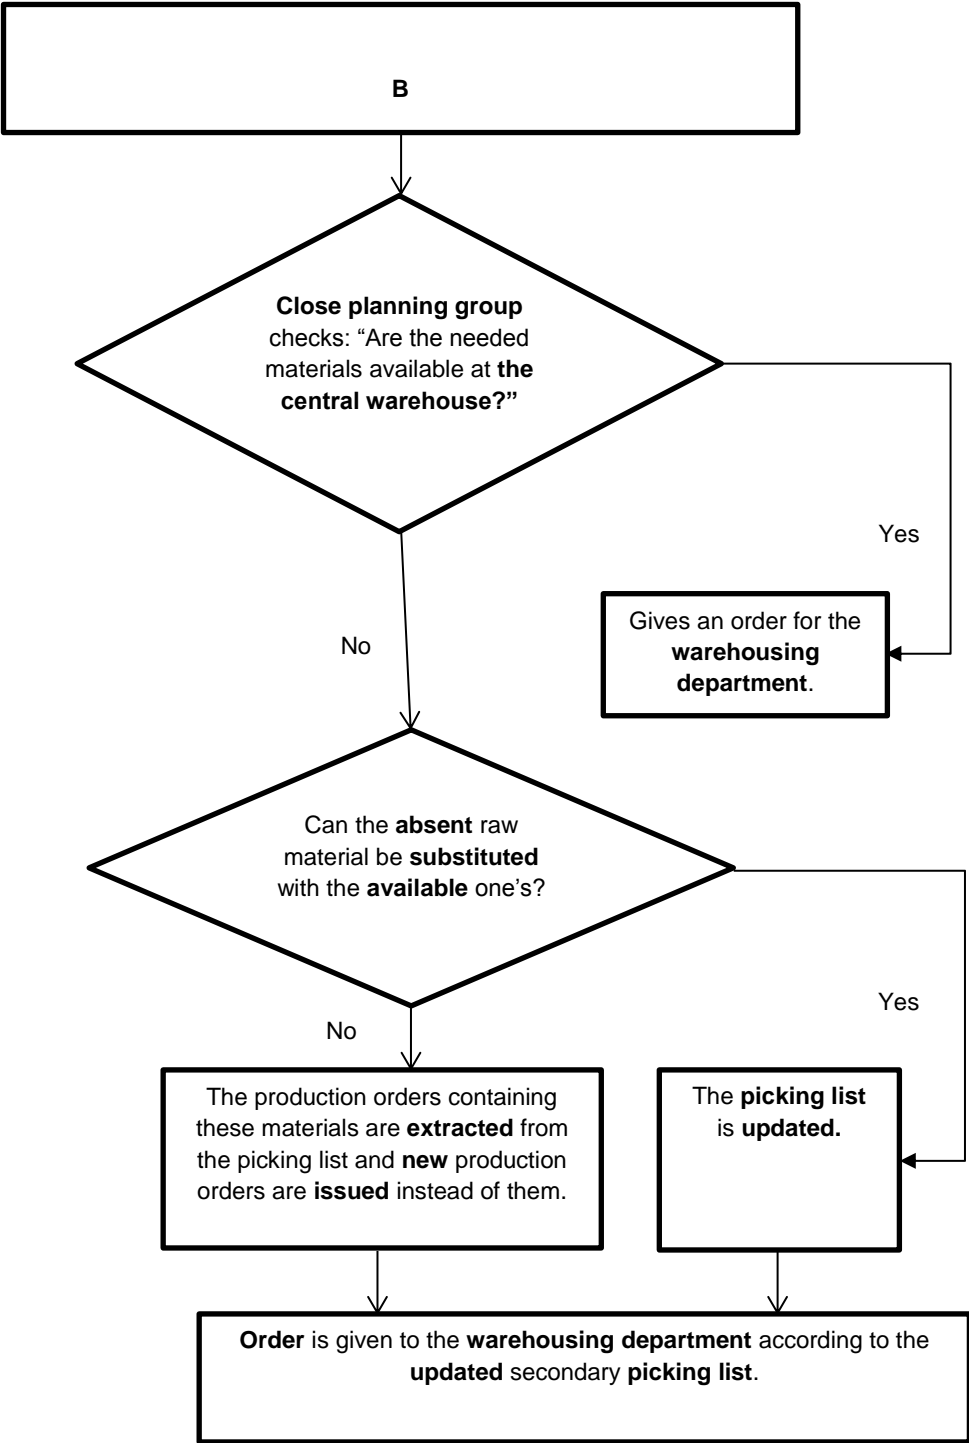 B
Close planning group
checks: “Are the needed
materials available at the
central warehouse?”
Yes
Gives an order for the
warehousing
department.
No
Can the absent raw
material be substituted
with the available one's?
Yes
No
The production orders containing
these materials are extracted from
the picking list and new production
orders are issued instead of them.
The picking list
is updated.
Order is given to the warehousing department according to the
updated secondary picking list.